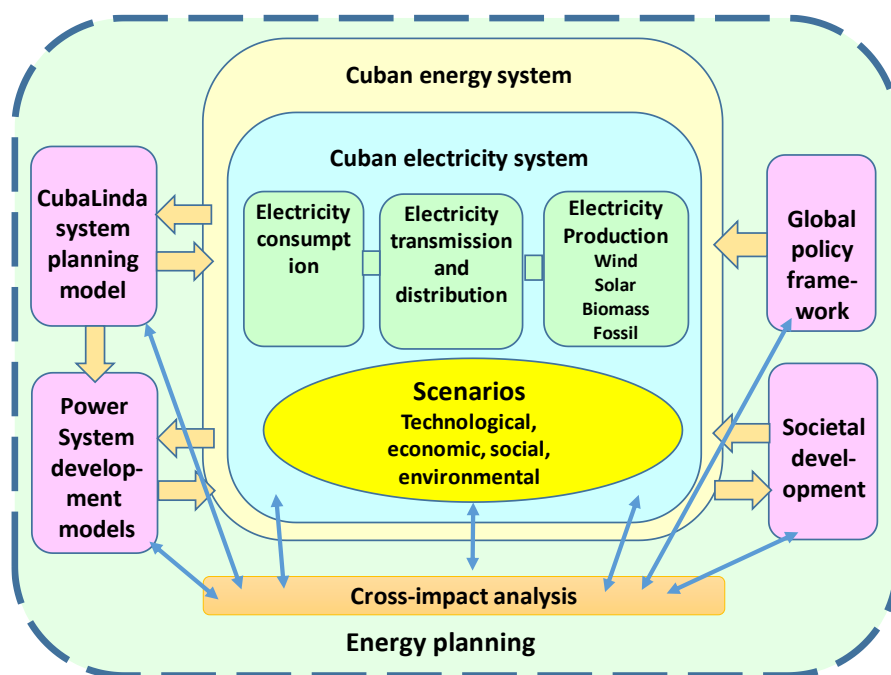 Cuban energy system
Cuban electricity system
CubaLinda
system
planning
model
Electricity
consumpt
ion
Electricity
transmission
and
distribution
Electricity
Production
Wind
Solar
Biomass
Fossil
Global
policy
frame-
work
Power
System
develop-
ment
models
Scenarios
Technological,
economic, social,
environmental
Societal
devel-
opment
Cross-impact analysis
Energy planning